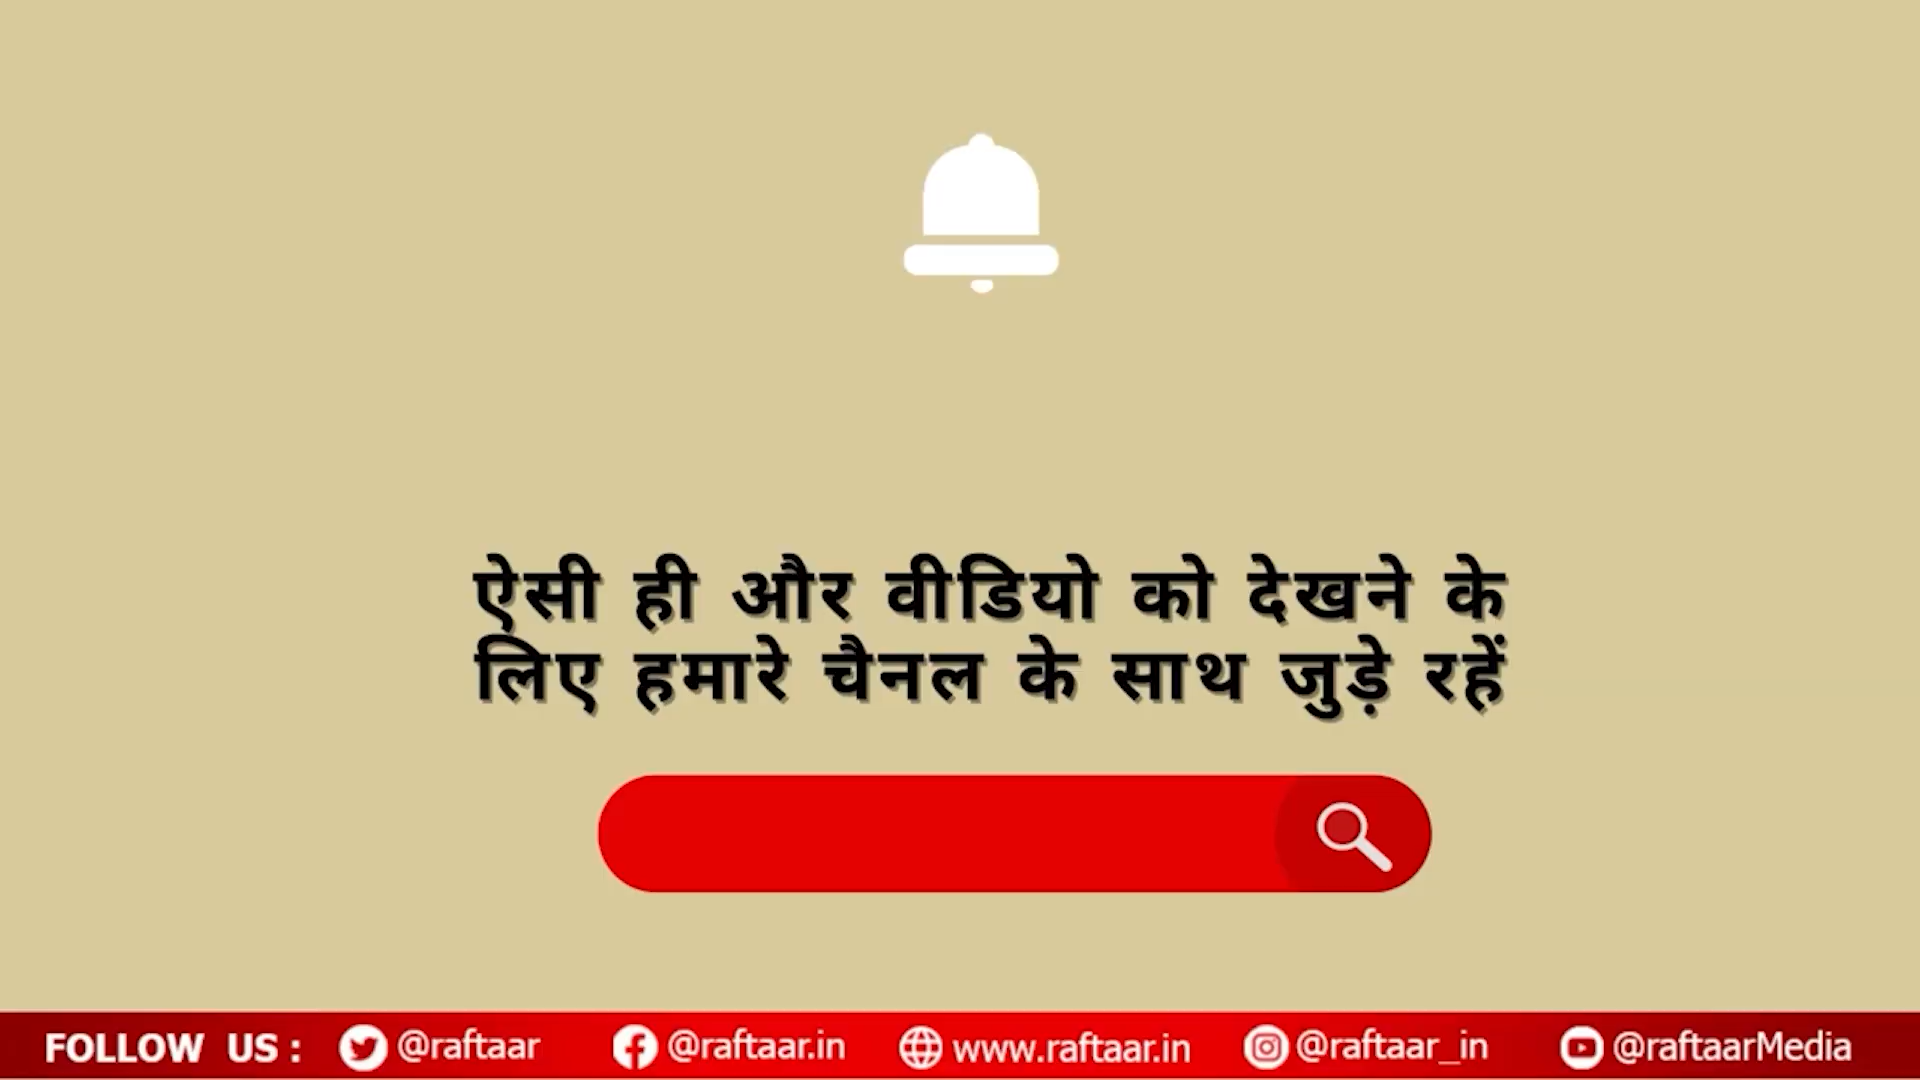 ऐसी ही और वीडियो को देखने के
लिए हमारे चैनल के साथ जुड़े रहें
FOLLOW US : @raftaar @raftaar.in www.raftaar.in @raftaar_in @raftaarMedia